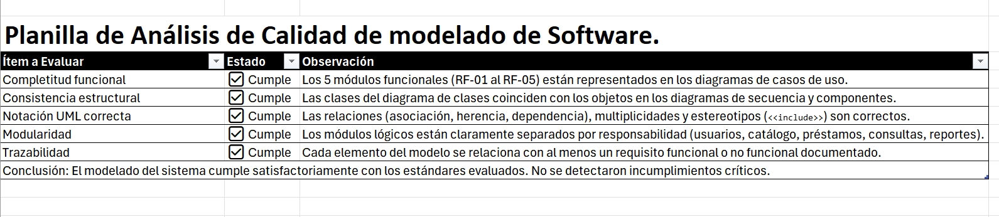 Planilla de Análisis de Calidad de modelado de Software.
Ítem a Evaluar Estado Observación
Completitud funcional Cumple Los 5 módulos funcionales (RF-01 al RF-05) están representados en los diagramas de casos de uso.
Consistencia estructural Cumple Las clases del diagrama de clases coinciden con los objetos en los diagramas de secuencia y componentes.
Notación UML correcta Cumple Las relaciones (asociación, herencia, dependencia), multiplicidades y estereotipos (<<include>>) son correctos.
Modularidad Cumple Los módulos lógicos están claramente separados por responsabilidad (usuarios, catálogo, préstamos, consultas, reportes).
Trazabilidad Cumple Cada elemento del modelo se relaciona con al menos un requisito funcional o no funcional documentado.
Conclusión: El modelado del sistema cumple satisfactoriamente con los estándares evaluados. No se detectaron incumplimientos críticos.